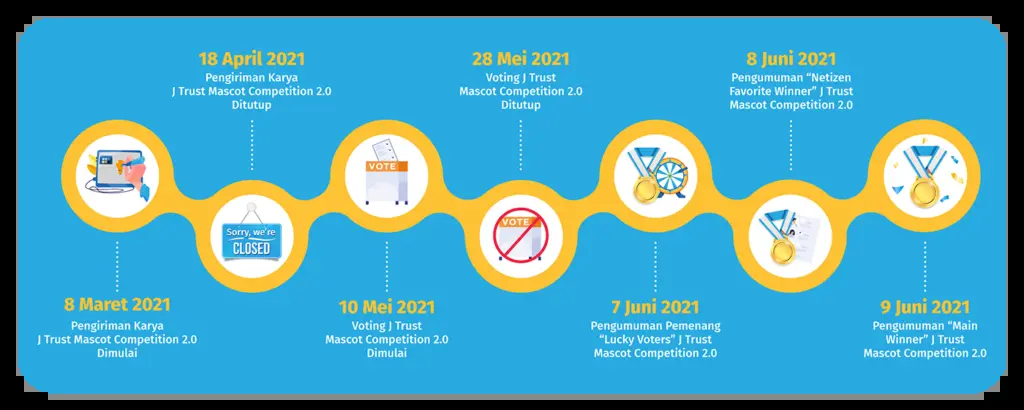 18 April 2021
Pengiriman Karya
J Trust Mascot Competition 2.0
Ditutup
28 Mei 2021
Voting J Trust
Mascot Competition 2.0
Ditutup
8 Juni 2021
Pengumuman “Netizen
Favorite Winner” J Trust
Mascot Competition 2.0
VOTE
Sorry, we're
CLOSED
VOTE
8 Maret 2021
Pengiriman Karya
J Trust Mascot Competition 2.0
Dimulai
10 Mei 2021
Voting J Trust
Mascot Competition 2.0
Dimulai
7 Juni 2021
Pengumuman Pemenang
“Lucky Voters” J Trust
Mascot Competition 2.0
9 Juni 2021
Pengumuman “Main
Winner” J Trust
Mascot Competition 2.0